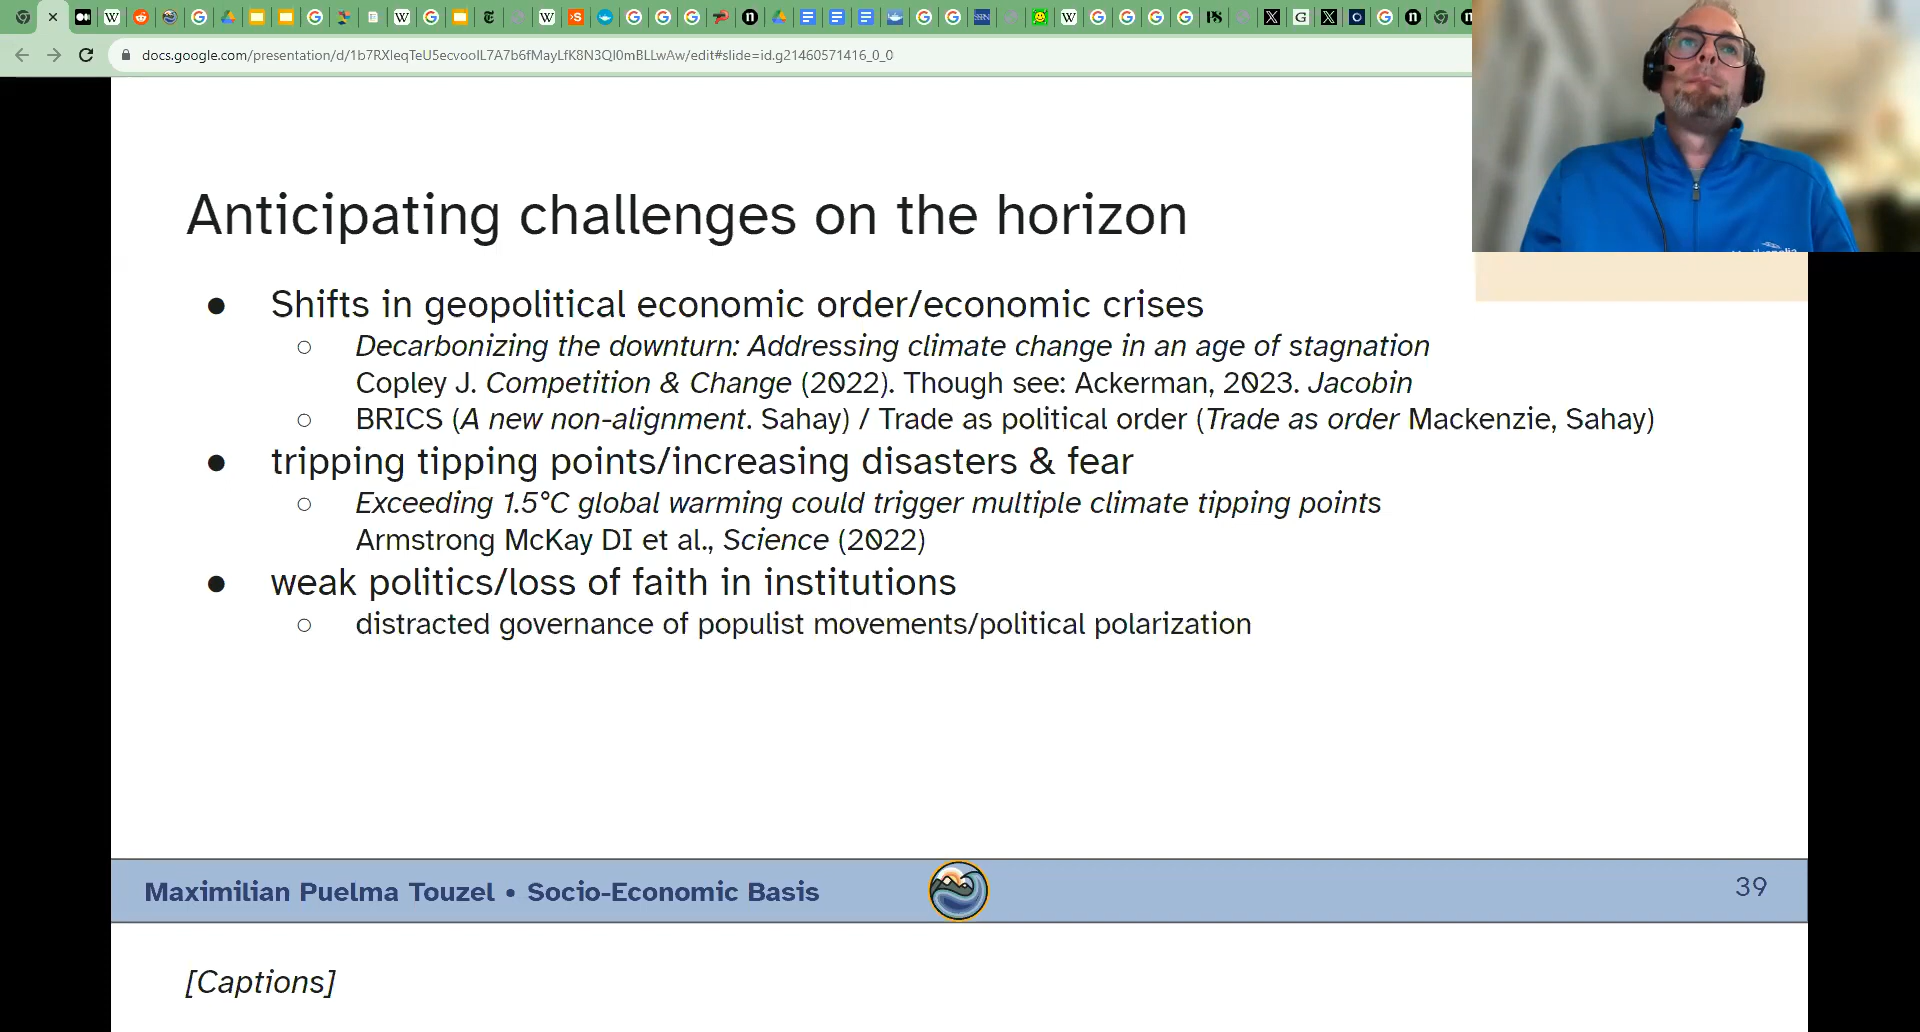 docs.google.com/presentation/d/1b7RXIeqTeU5ecvooIL7A7b6fMayLfK8N3QI0mBLLwAw/edit#slide=id.g21460571416_0_0
Anticipating challenges on the horizon
● Shifts in geopolitical economic order/economic crises
○ Decarbonizing the downturn: Addressing climate change in an age of stagnation
Copley J. Competition & Change (2022). Though see: Ackerman, 2023. Jacobin
○ BRICS (A new non-alignment. Sahay) / Trade as political order (Trade as order Mackenzie, Sahay)
● tripping tipping points/increasing disasters & fear
○ Exceeding 1.5°C global warming could trigger multiple climate tipping points
Armstrong McKay DI et al., Science (2022)
● weak politics/loss of faith in institutions
○ distracted governance of populist movements/political polarization
Maximilian Puelma Touzel • Socio-Economic Basis
39
[Captions]